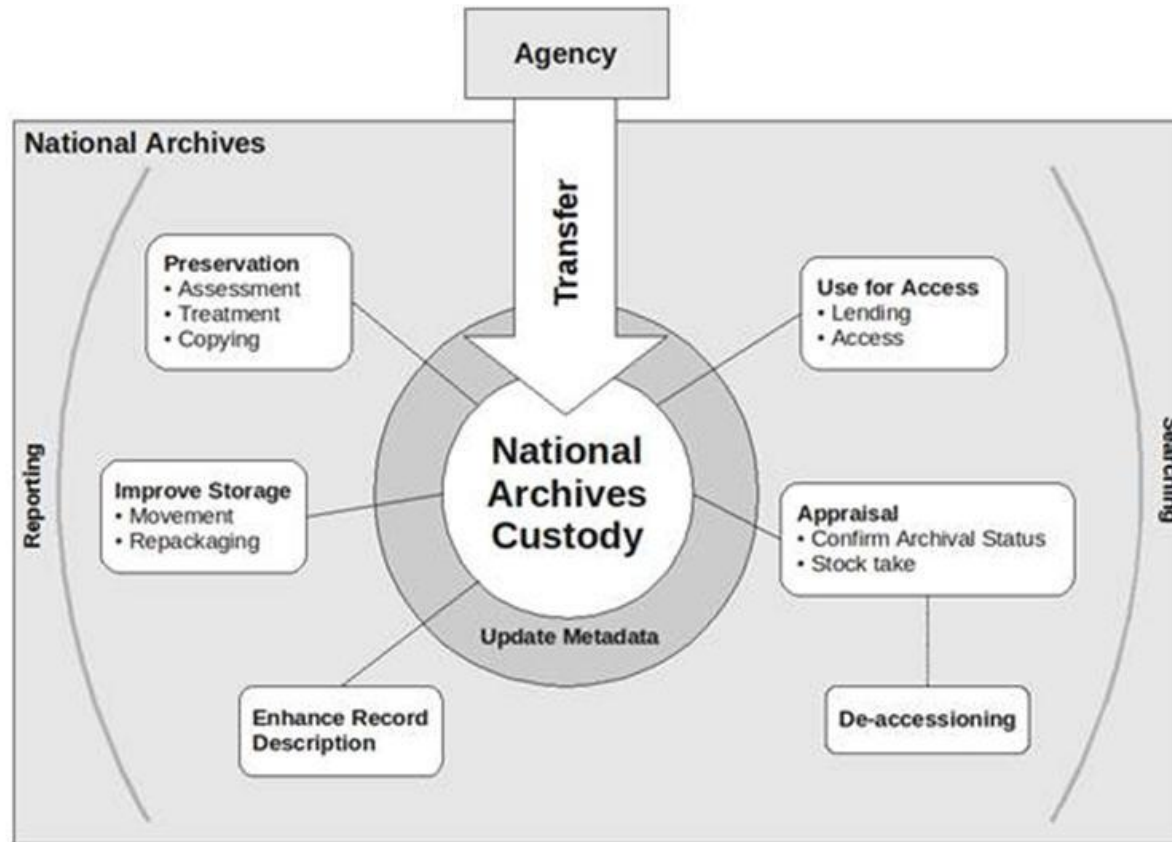 Agency
National Archives
Transfer
Preservation
• Assessment
• Treatment
• Copying
Use for Access
• Lending
• Access
Reporting
Searching
National
Archives
Custody
Improve Storage
• Movement
• Repackaging
Appraisal
• Confirm Archival Status
• Stock take
Update Metadata
Enhance Record
Description
De-accessioning